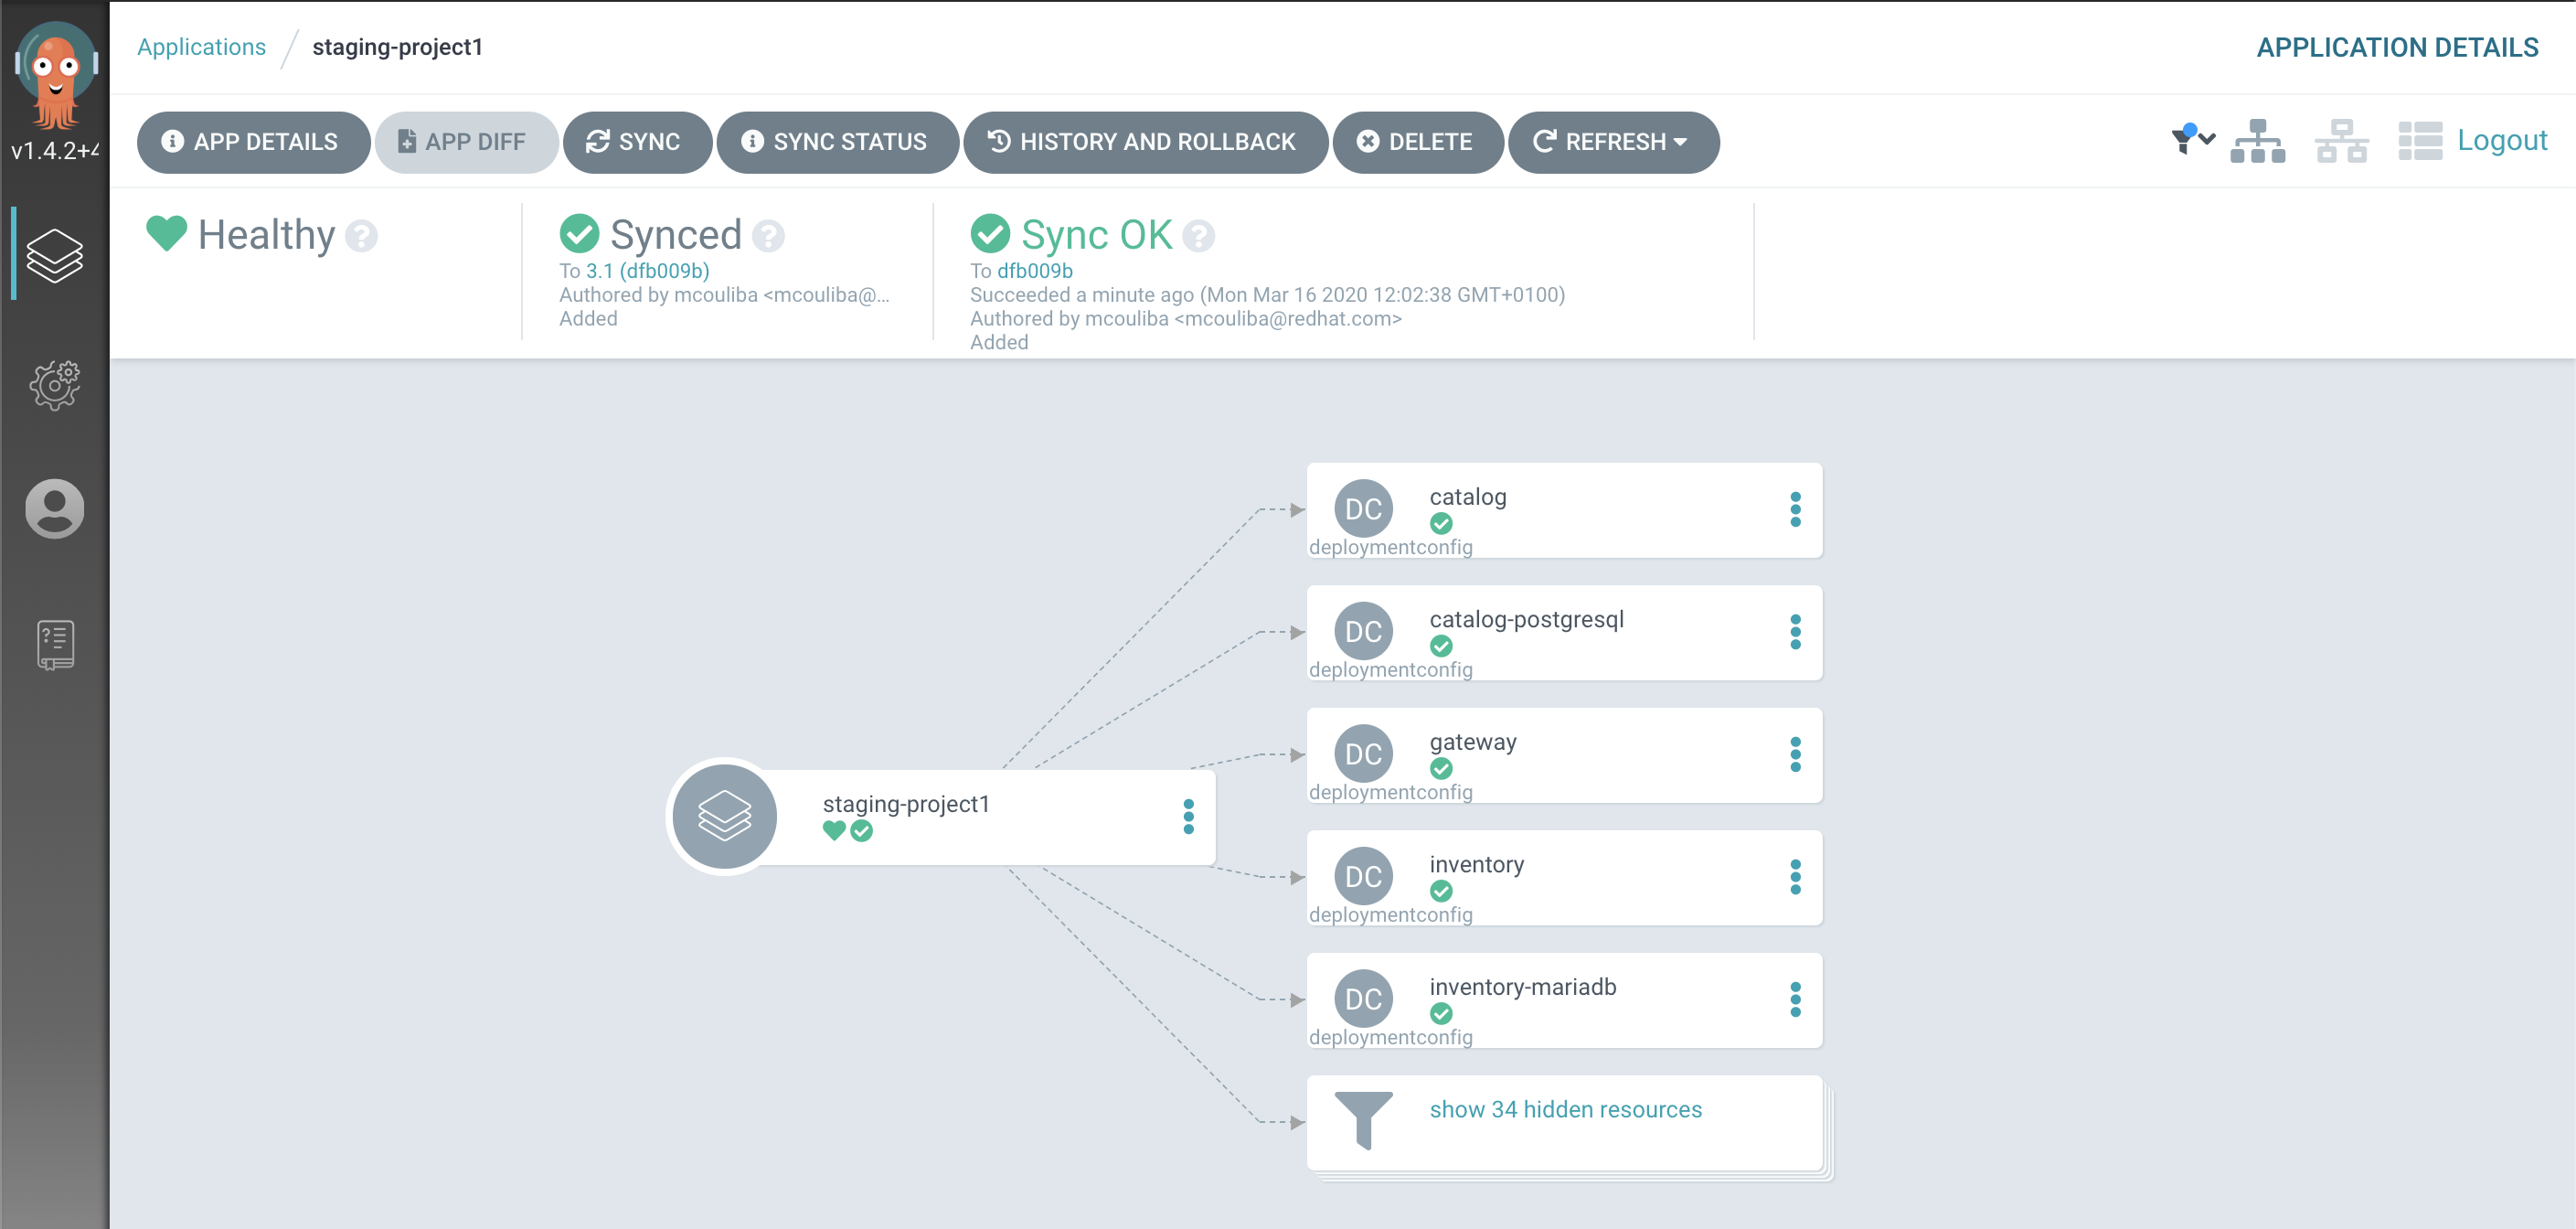 Applications / staging-project1
APPLICATION DETAILS
v1.4.2+
APP DETAILS
APP DIFF
SYNC
SYNC STATUS
HISTORY AND ROLLBACK
DELETE
REFRESH
Logout
Healthy ?
Synced ?
To 3.1 (dfb009b)
Authored by mcouliba <mcouliba@...
Added
Sync OK ?
To dfb009b
Succeeded a minute ago (Mon Mar 16 2020 12:02:38 GMT+0100)
Authored by mcouliba <mcouliba@redhat.com>
Added
staging-project1
DC
catalog
deploymentconfig
DC
catalog-postgresql
deploymentconfig
DC
gateway
deploymentconfig
DC
inventory
deploymentconfig
DC
inventory-mariadb
deploymentconfig
show 34 hidden resources